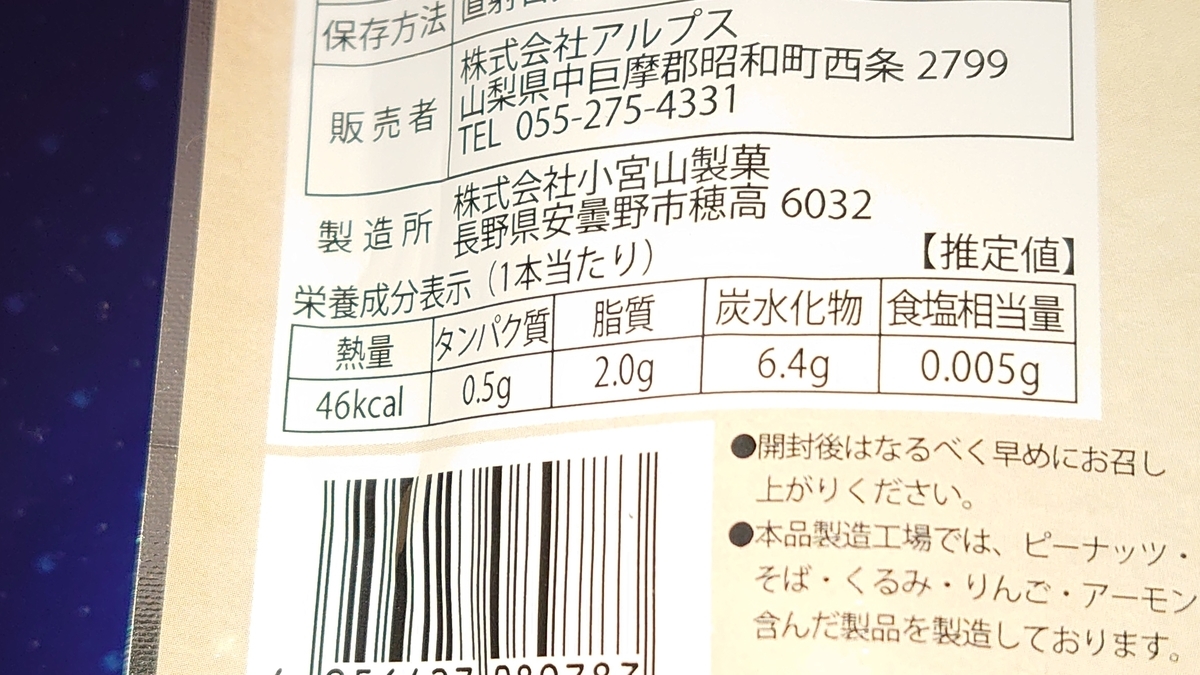 保存方法
販売者
株式会社アルプス
山梨県中巨摩郡昭和町西条 2799
TEL 055-275-4331
製造所
株式会社小宮山製菓
長野県安曇野市穂高 6032
栄養成分表示（1本当たり）
【推定値】
熱量 タンパク質 脂質 炭水化物 食塩相当量
46kcal 0.5g 2.0g 6.4g 0.005g
●開封後はなるべく早めにお召し
上がりください。
●本品製造工場では、ピーナッツ・
そば・くるみ・りんご・アーモン
含んだ製品を製造しております。